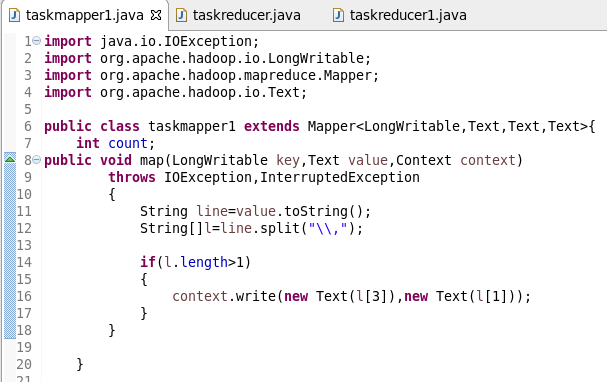 taskmapper1.java taskreducer.java taskreducer1.java
1 import java.io.IOException;
2 import org.apache.hadoop.io.LongWritable;
3 import org.apache.hadoop.mapreduce.Mapper;
4 import org.apache.hadoop.io.Text;
5
6 public class taskmapper1 extends Mapper<LongWritable,Text,Text,Text>{
7     int count;
8 public void map(LongWritable key,Text value,Context context)
9         throws IOException,InterruptedException
10         {
11             String line=value.toString();
12             String[]l=line.split("\\,");
13
14             if(l.length>1)
15             {
16                 context.write(new Text(l[3]),new Text(l[1]));
17             }
18         }
19
20     }
21